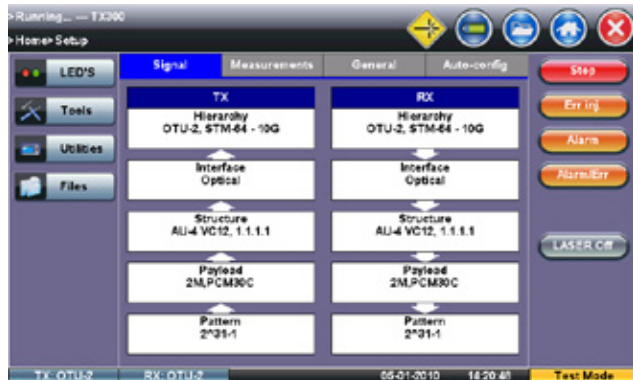 >Running... — TX300
>Home>Setup
LED'S
Tools
Utilities
Files
Signal
Measurements
General
Auto-config
TX
Hierarchy
OTU-2, STM-64 - 10G
Interface
Optical
Structure
AU-4 VC12, 1.1.1.1
Payload
2M,PCM30C
Pattern
2^31-1
RX
Hierarchy
OTU-2, STM-64 - 10G
Interface
Optical
Structure
AU-4 VC12, 1.1.1.1
Payload
2M,PCM30C
Pattern
2^31-1
Stop
Err inj
Alarm
Alarm/Err
LASER Off
TX: OTU-2
RX: OTU-2
05-01-2010
14:20:41
Test Mode